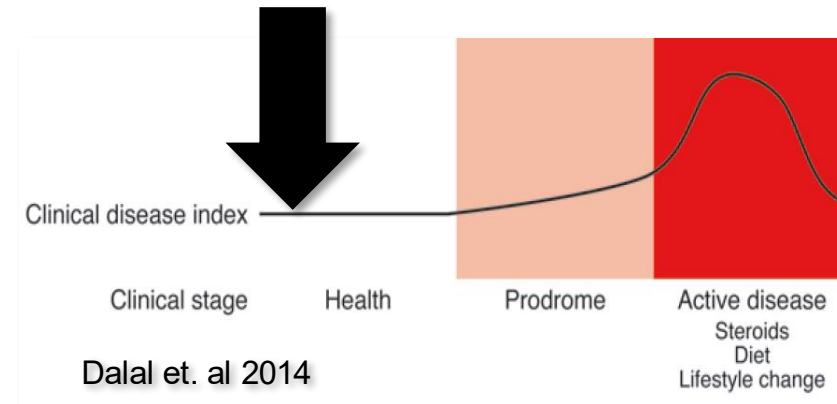 Clinical disease index
Clinical stage
Health
Prodrome
Active disease
Steroids
Diet
Lifestyle change
Dalal et. al 2014